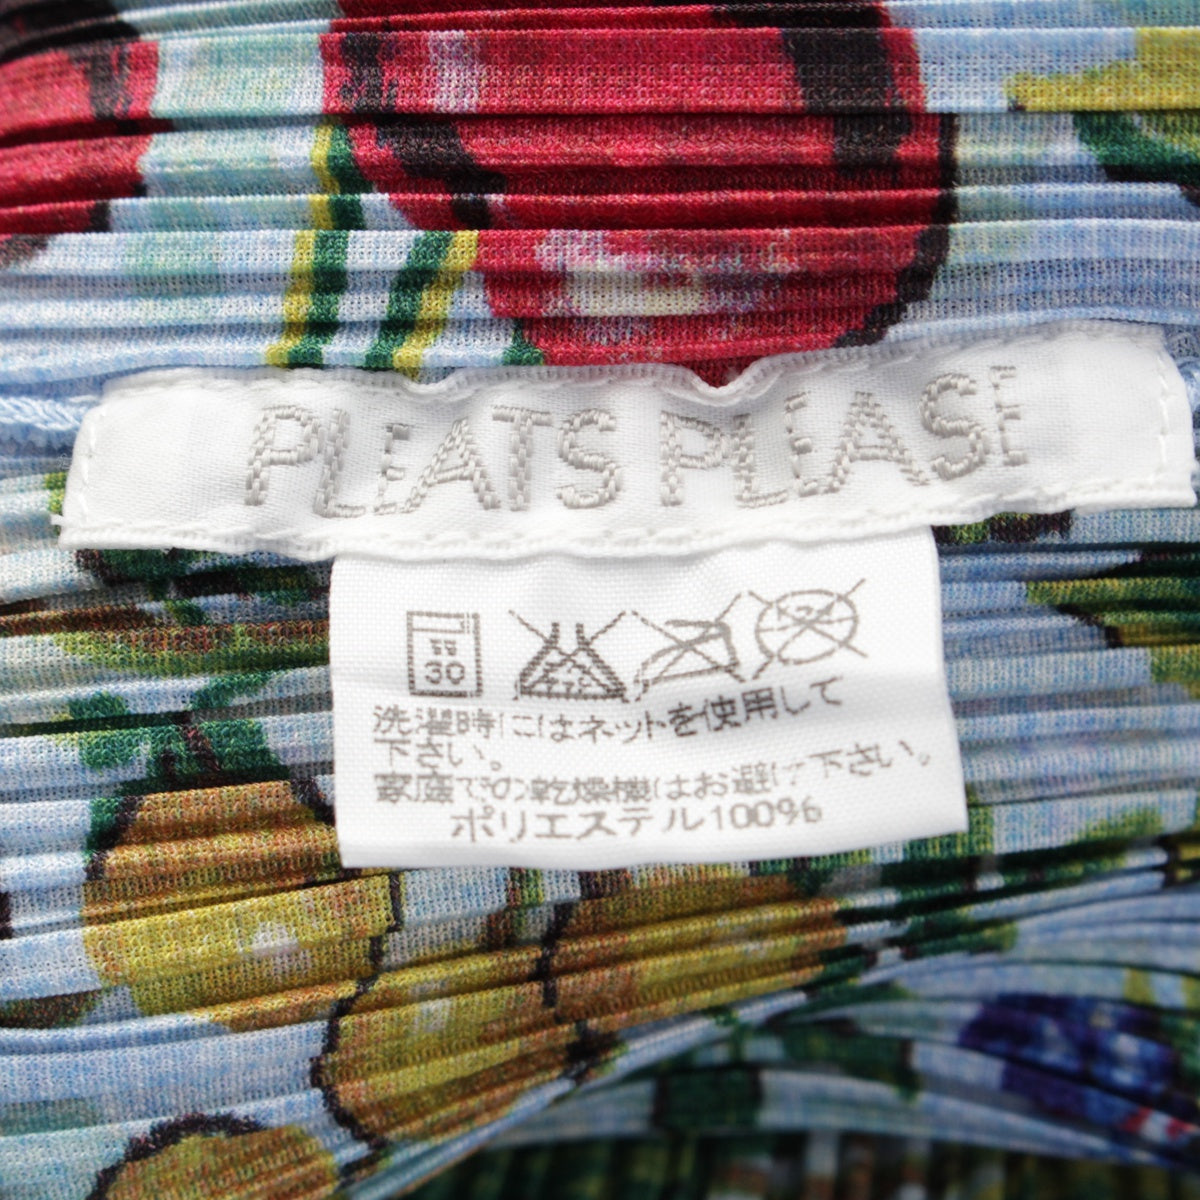 PLEATS PLEASE
30
洗濯時にはネットを使用して
下さい。
家庭での乾燥機はお避け下さい。
ポリエステル100%